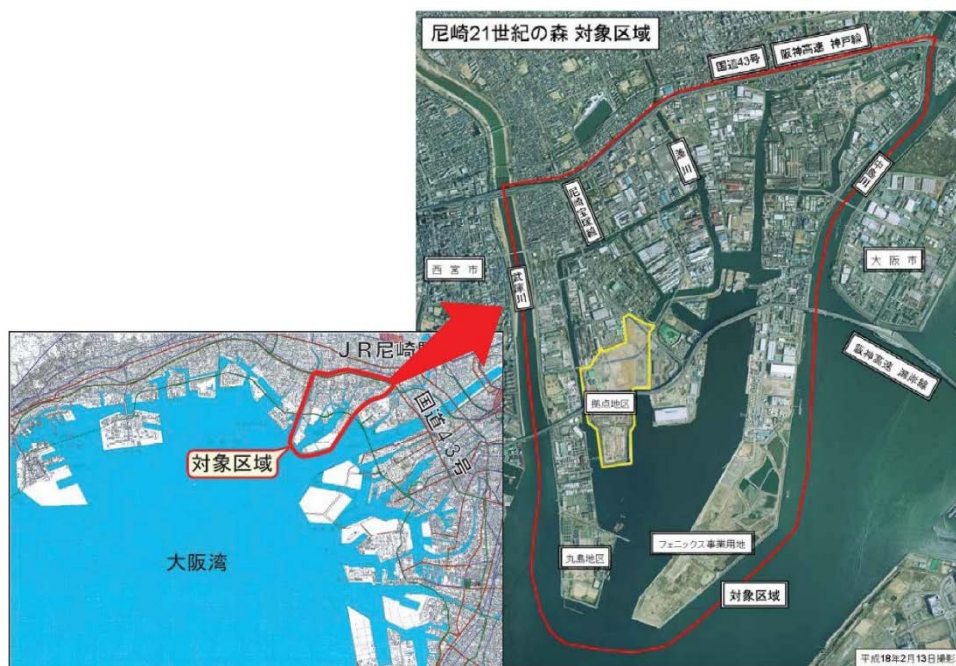 尼崎21世紀の森 対象区域
国道43号
阪神高速 神戸線
中島川
尼崎宝塚線
西宮市
武庫川
大阪市
阪神高速 湾岸線
拠点地区
丸島地区
フェニックス事業用地
対象区域
平成18年2月13日撮影
JR尼崎
国道43号
対象区域
大阪湾